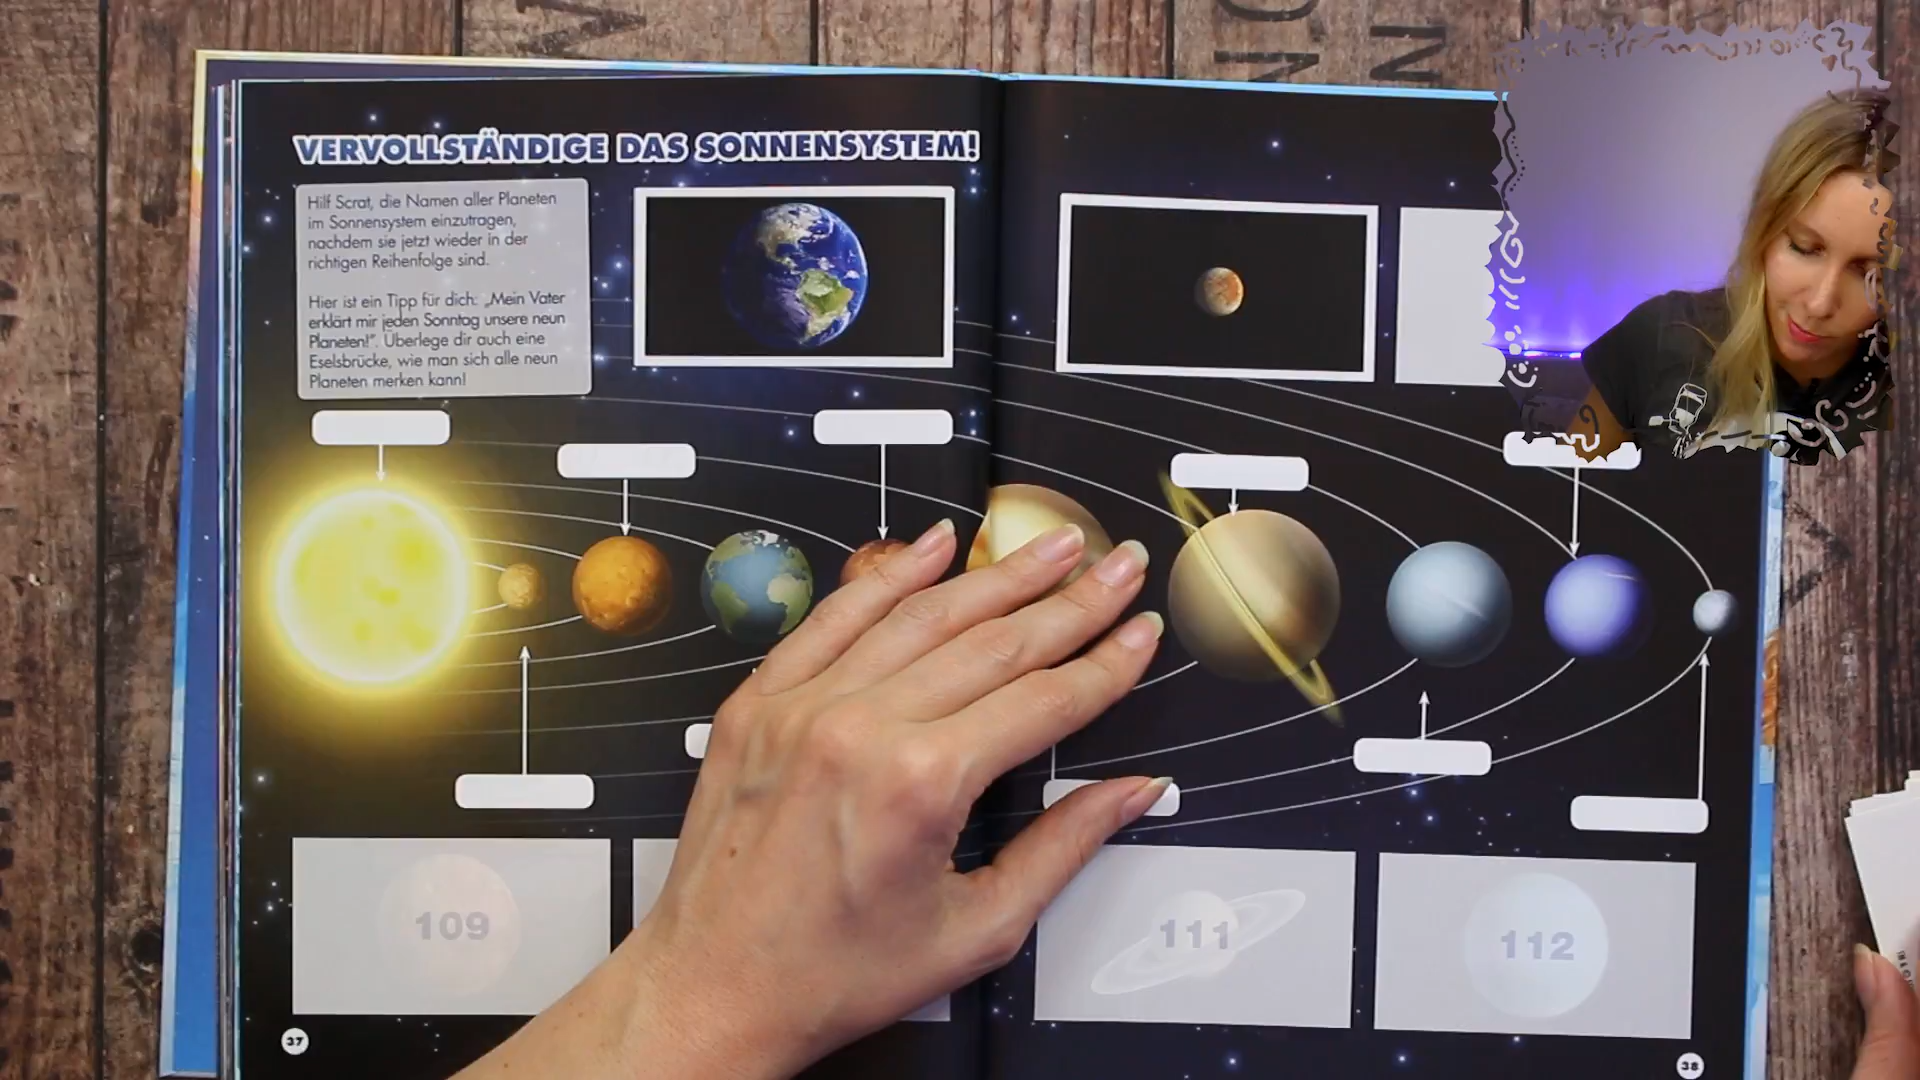 VERVOLLSTÄNDIGE DAS SONNENSYSTEM!
Hilf Scrat, die Namen aller Planeten
im Sonnensystem einzutragen,
nachdem sie jetzt wieder in der
richtigen Reihenfolge sind.
Hier ist ein Tipp für dich: „Mein Vater
erklärt mir jeden Sonntag unsere neun
Planeten!". Überlege dir auch eine
Eselsbrücke, wie man sich alle neun
Planeten merken kann!
109
111
112
37
38